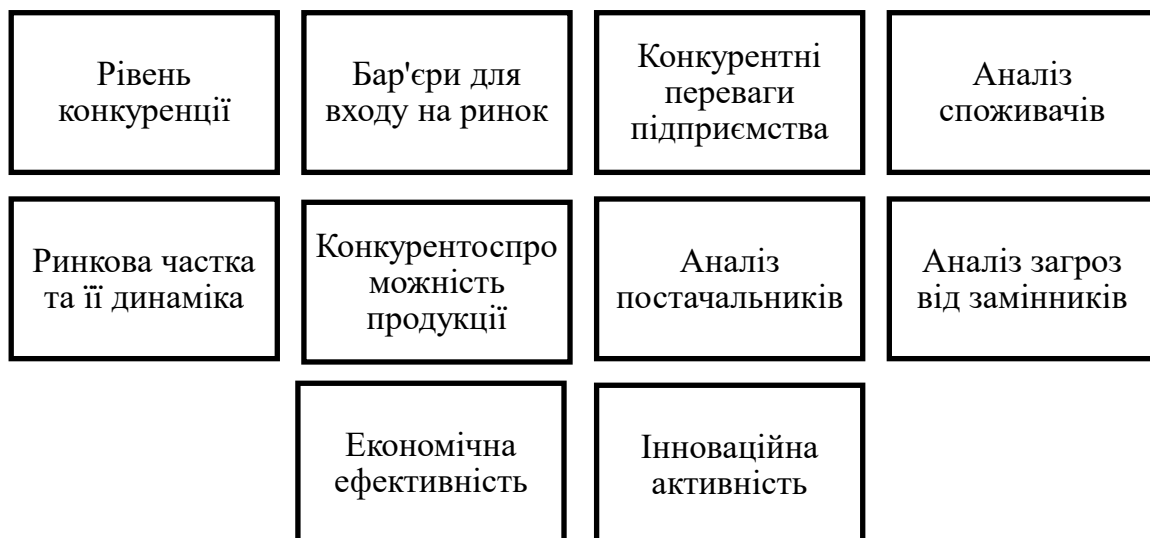 Рівень
конкуренції
Бар'єри для
входу на ринок
Конкурентні
переваги
підприємства
Аналіз
споживачів
Ринкова частка
та її динаміка
Конкурентоспро
можність
продукції
Аналіз
постачальників
Аналіз загроз
від замінників
Економічна
ефективність
Інноваційна
активність